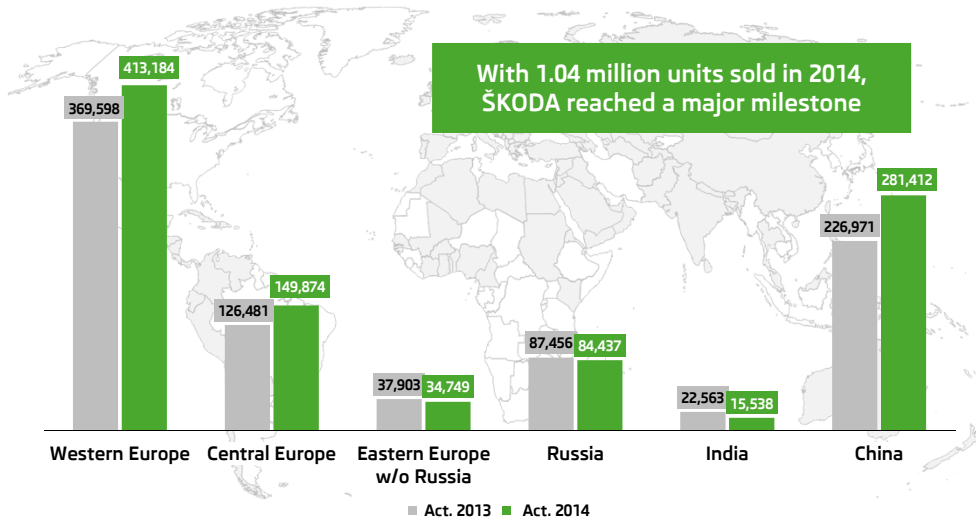 With 1.04 million units sold in 2014,
ŠKODA reached a major milestone
413,184
369,598
281,412
226,971
149,874
126,481
87,456
84,437
37,903
34,749
22,563
15,538
Western Europe
Central Europe
Eastern Europe
w/o Russia
Russia
India
China
Act. 2013
Act. 2014